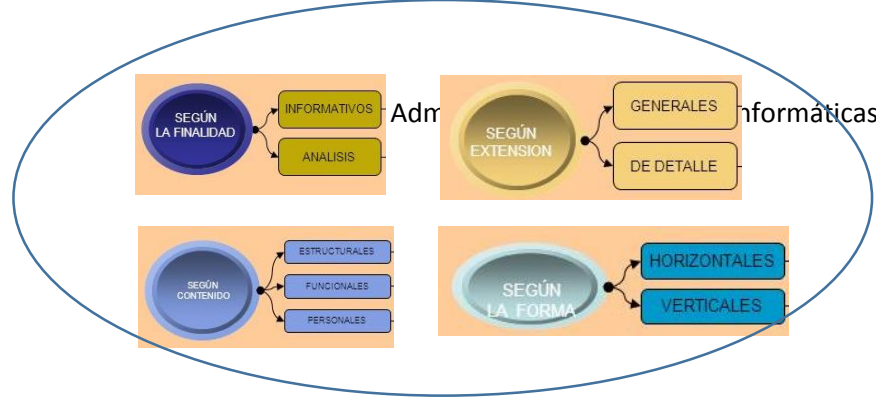 SEGÚN
LA FINALIDAD
INFORMATIVOS
ANALISIS
Adm
SEGÚN
EXTENSION
GENERALES
DE DETALLE
nformáticas
SEGÚN
CONTENIDO
ESTRUCTURALES
FUNCIONALES
PERSONALES
SEGÚN
LA FORMA
HORIZONTALES
VERTICALES